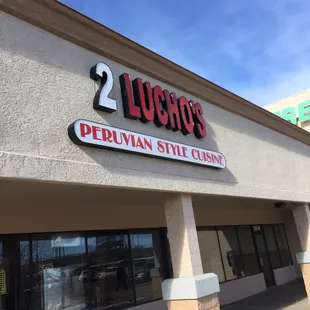 2 LUCHO'S
PERUVIAN STYLE CUISINE